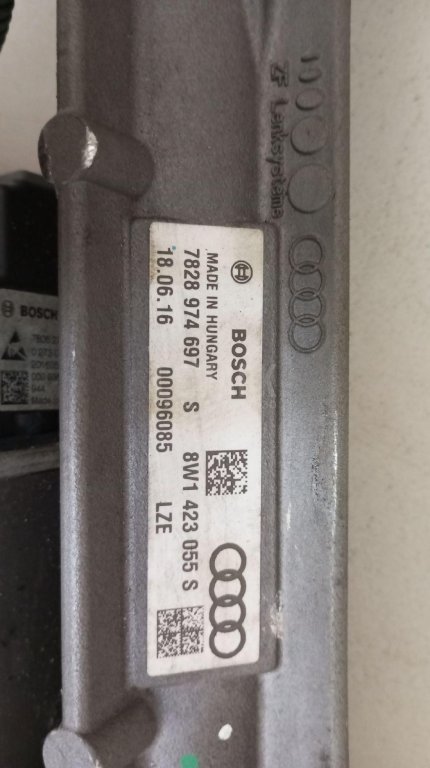 BOSCH
MADE IN HUNGARY
7828 974 697 S 8W1 423 055 S
18.06.16 00096085 LZE
ZF Lenksysteme
BOSCH